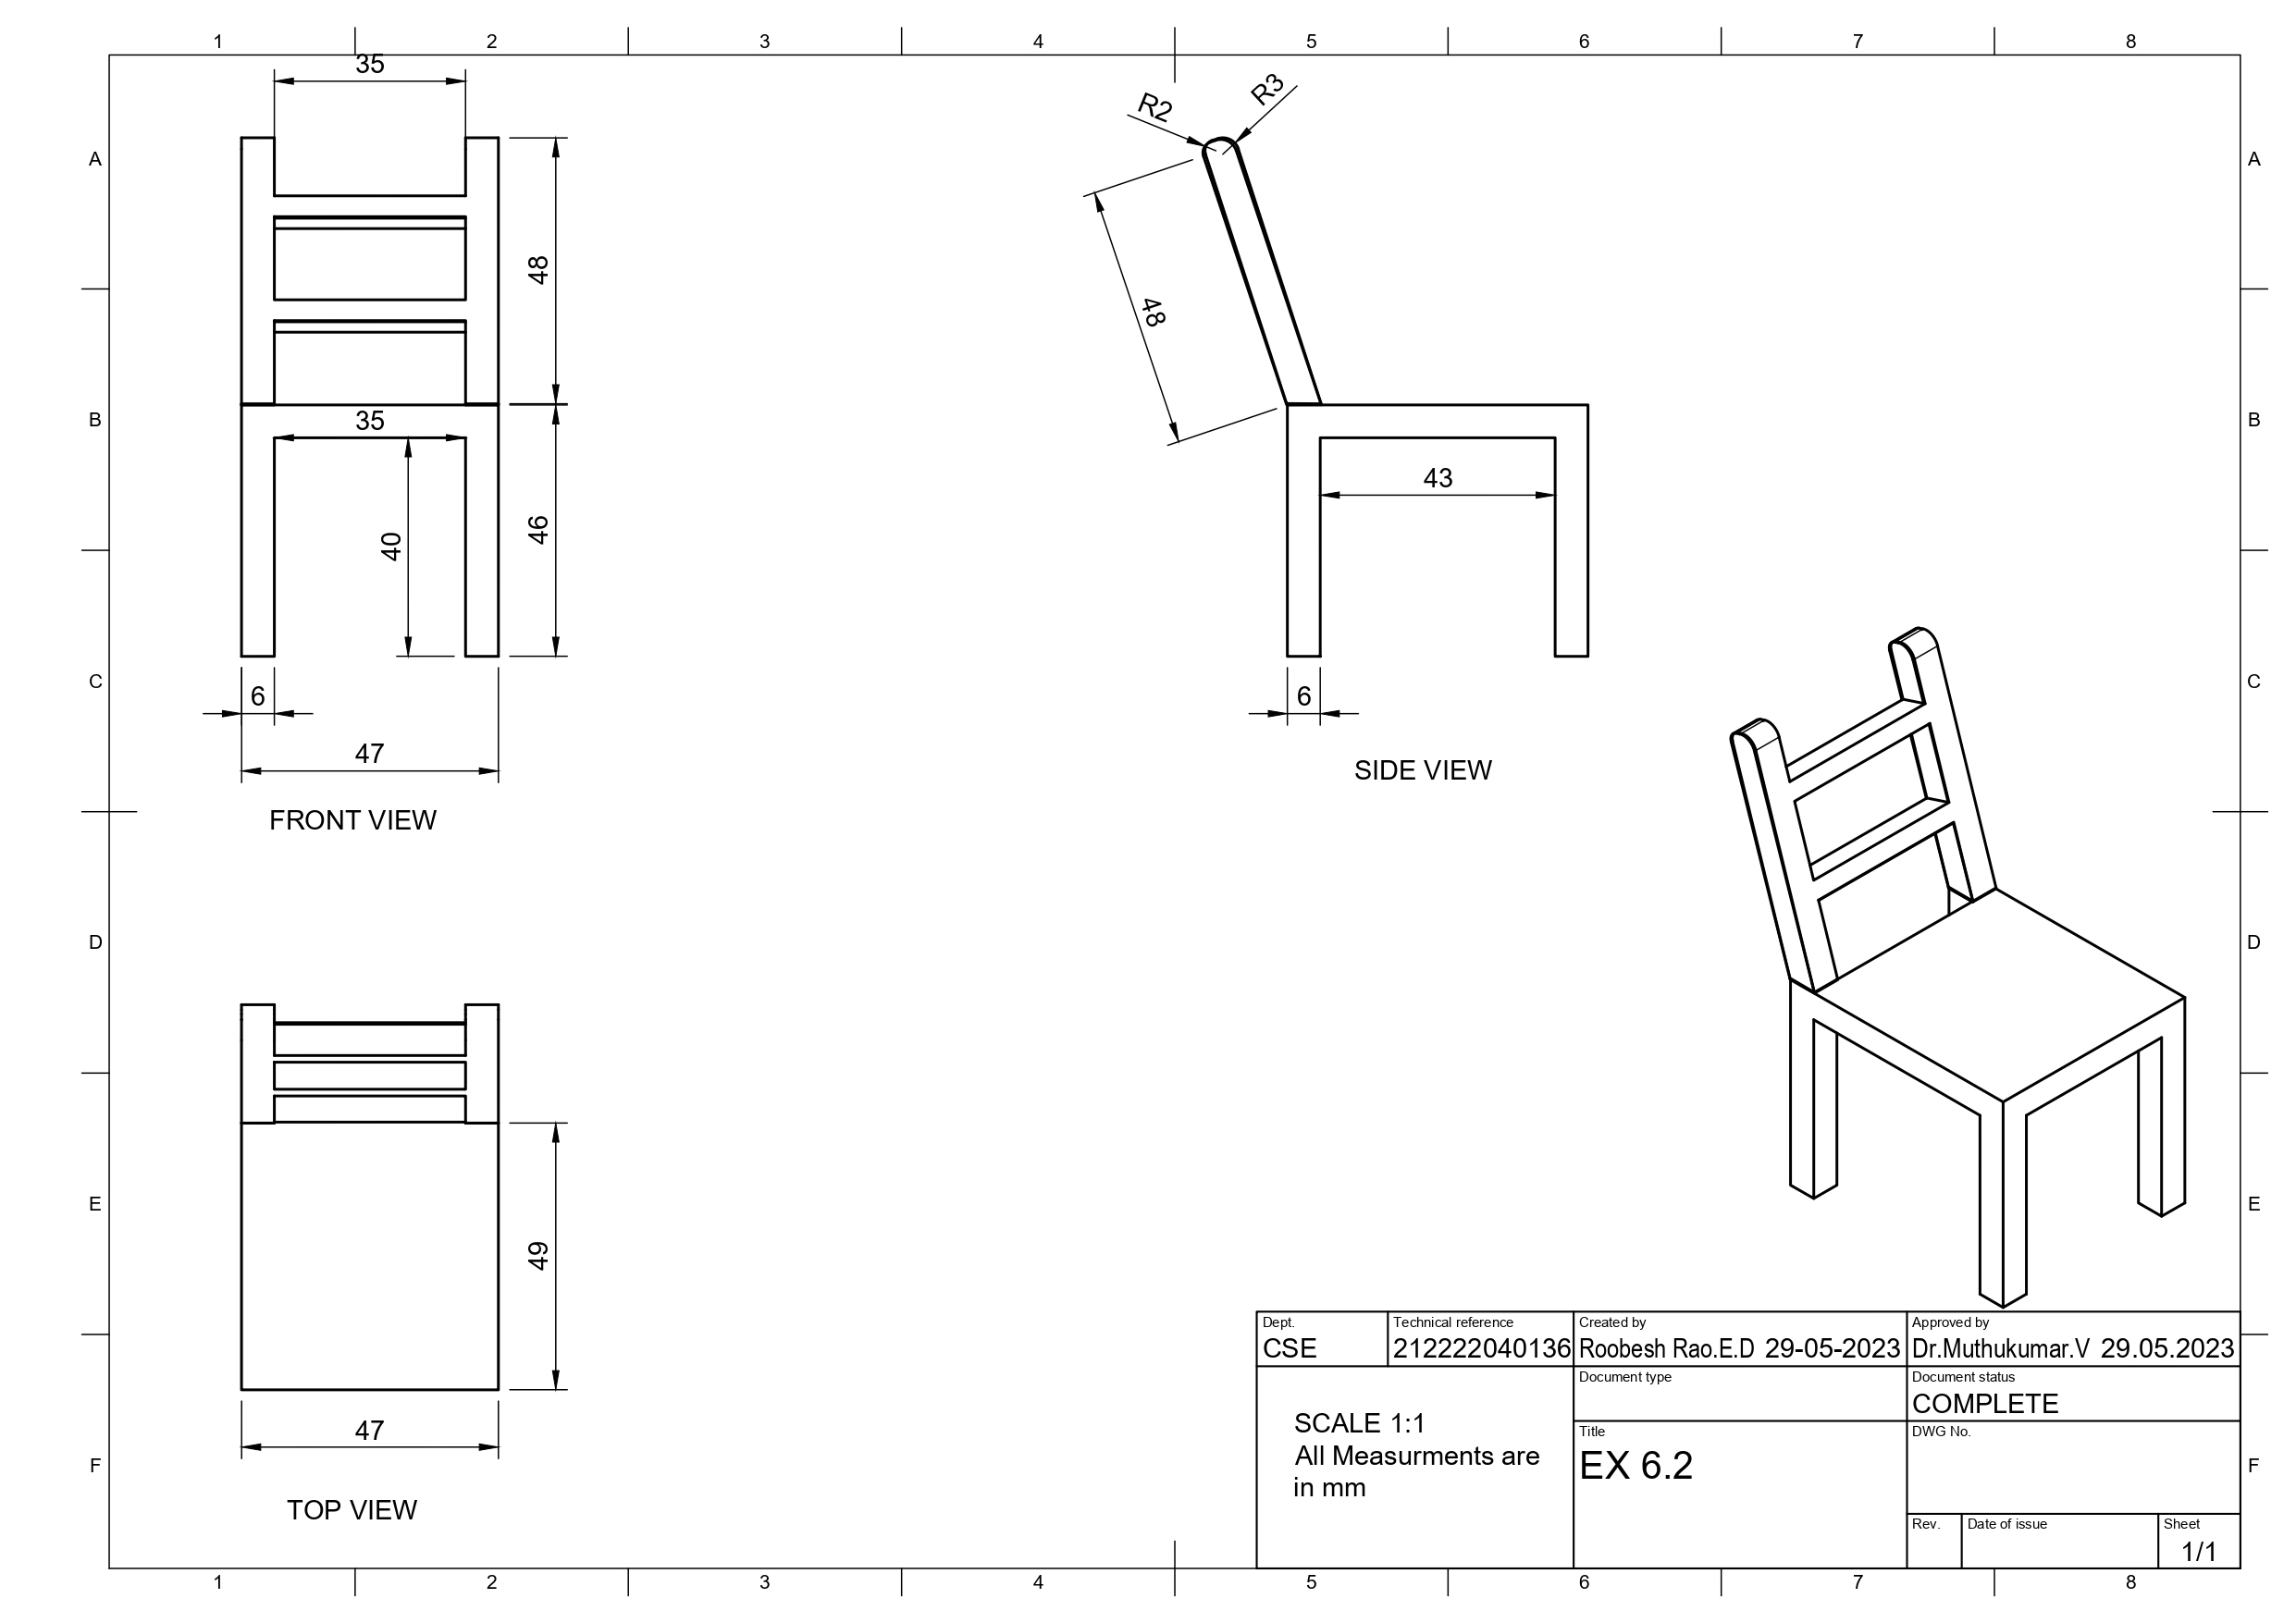 1 2 3 4 5 6 7 8
A A
B B
C C
D D
E E
F F
35
48
35
40
46
6
47
FRONT VIEW
R2
R3
48
43
6
SIDE VIEW
49
47
TOP VIEW
Dept.
CSE
Technical reference
212222040136
Created by
Roobesh Rao.E.D 29-05-2023
Approved by
Dr.Muthukumar.V 29.05.2023
SCALE 1:1
All Measurments are
in mm
Document type
Document status
COMPLETE
Title
EX 6.2
DWG No.
Rev.
Date of issue
Sheet
1/1
1 2 3 4 5 6 7 8